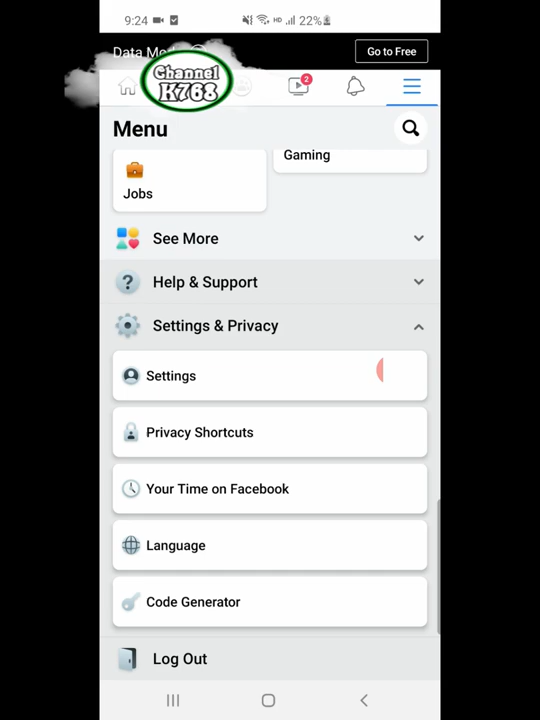 9:24
HD
22%
Data Mo
Go to Free
Channel
K768
2
Menu
Gaming
Jobs
See More
Help & Support
Settings & Privacy
Settings
Privacy Shortcuts
Your Time on Facebook
Language
Code Generator
Log Out